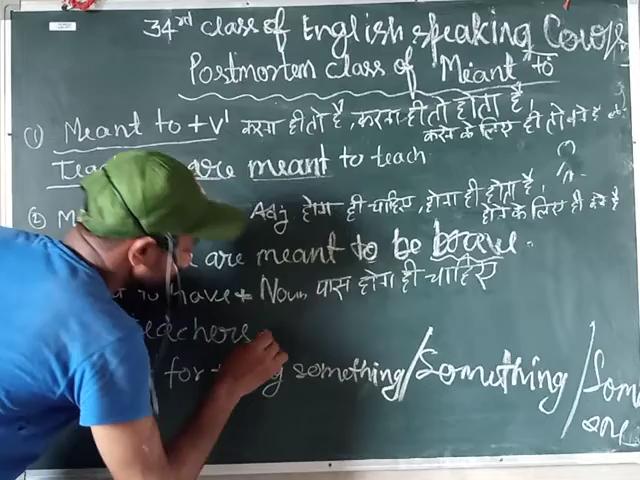 34rd class of English speaking Course
Postmortem class of "Meant to"
(1) Meant to + V1 करना ही तो है, करना ही तो होता है,
करने के लिए ही तो बने हैं
are meant to teach
(2) Adj होना ही चाहिए, होना ही होता है,
होने के लिए ही बने हैं
are meant to be brave.
to have + Noun पास होना ही चाहिए
teachers
for something/Something/Some
one